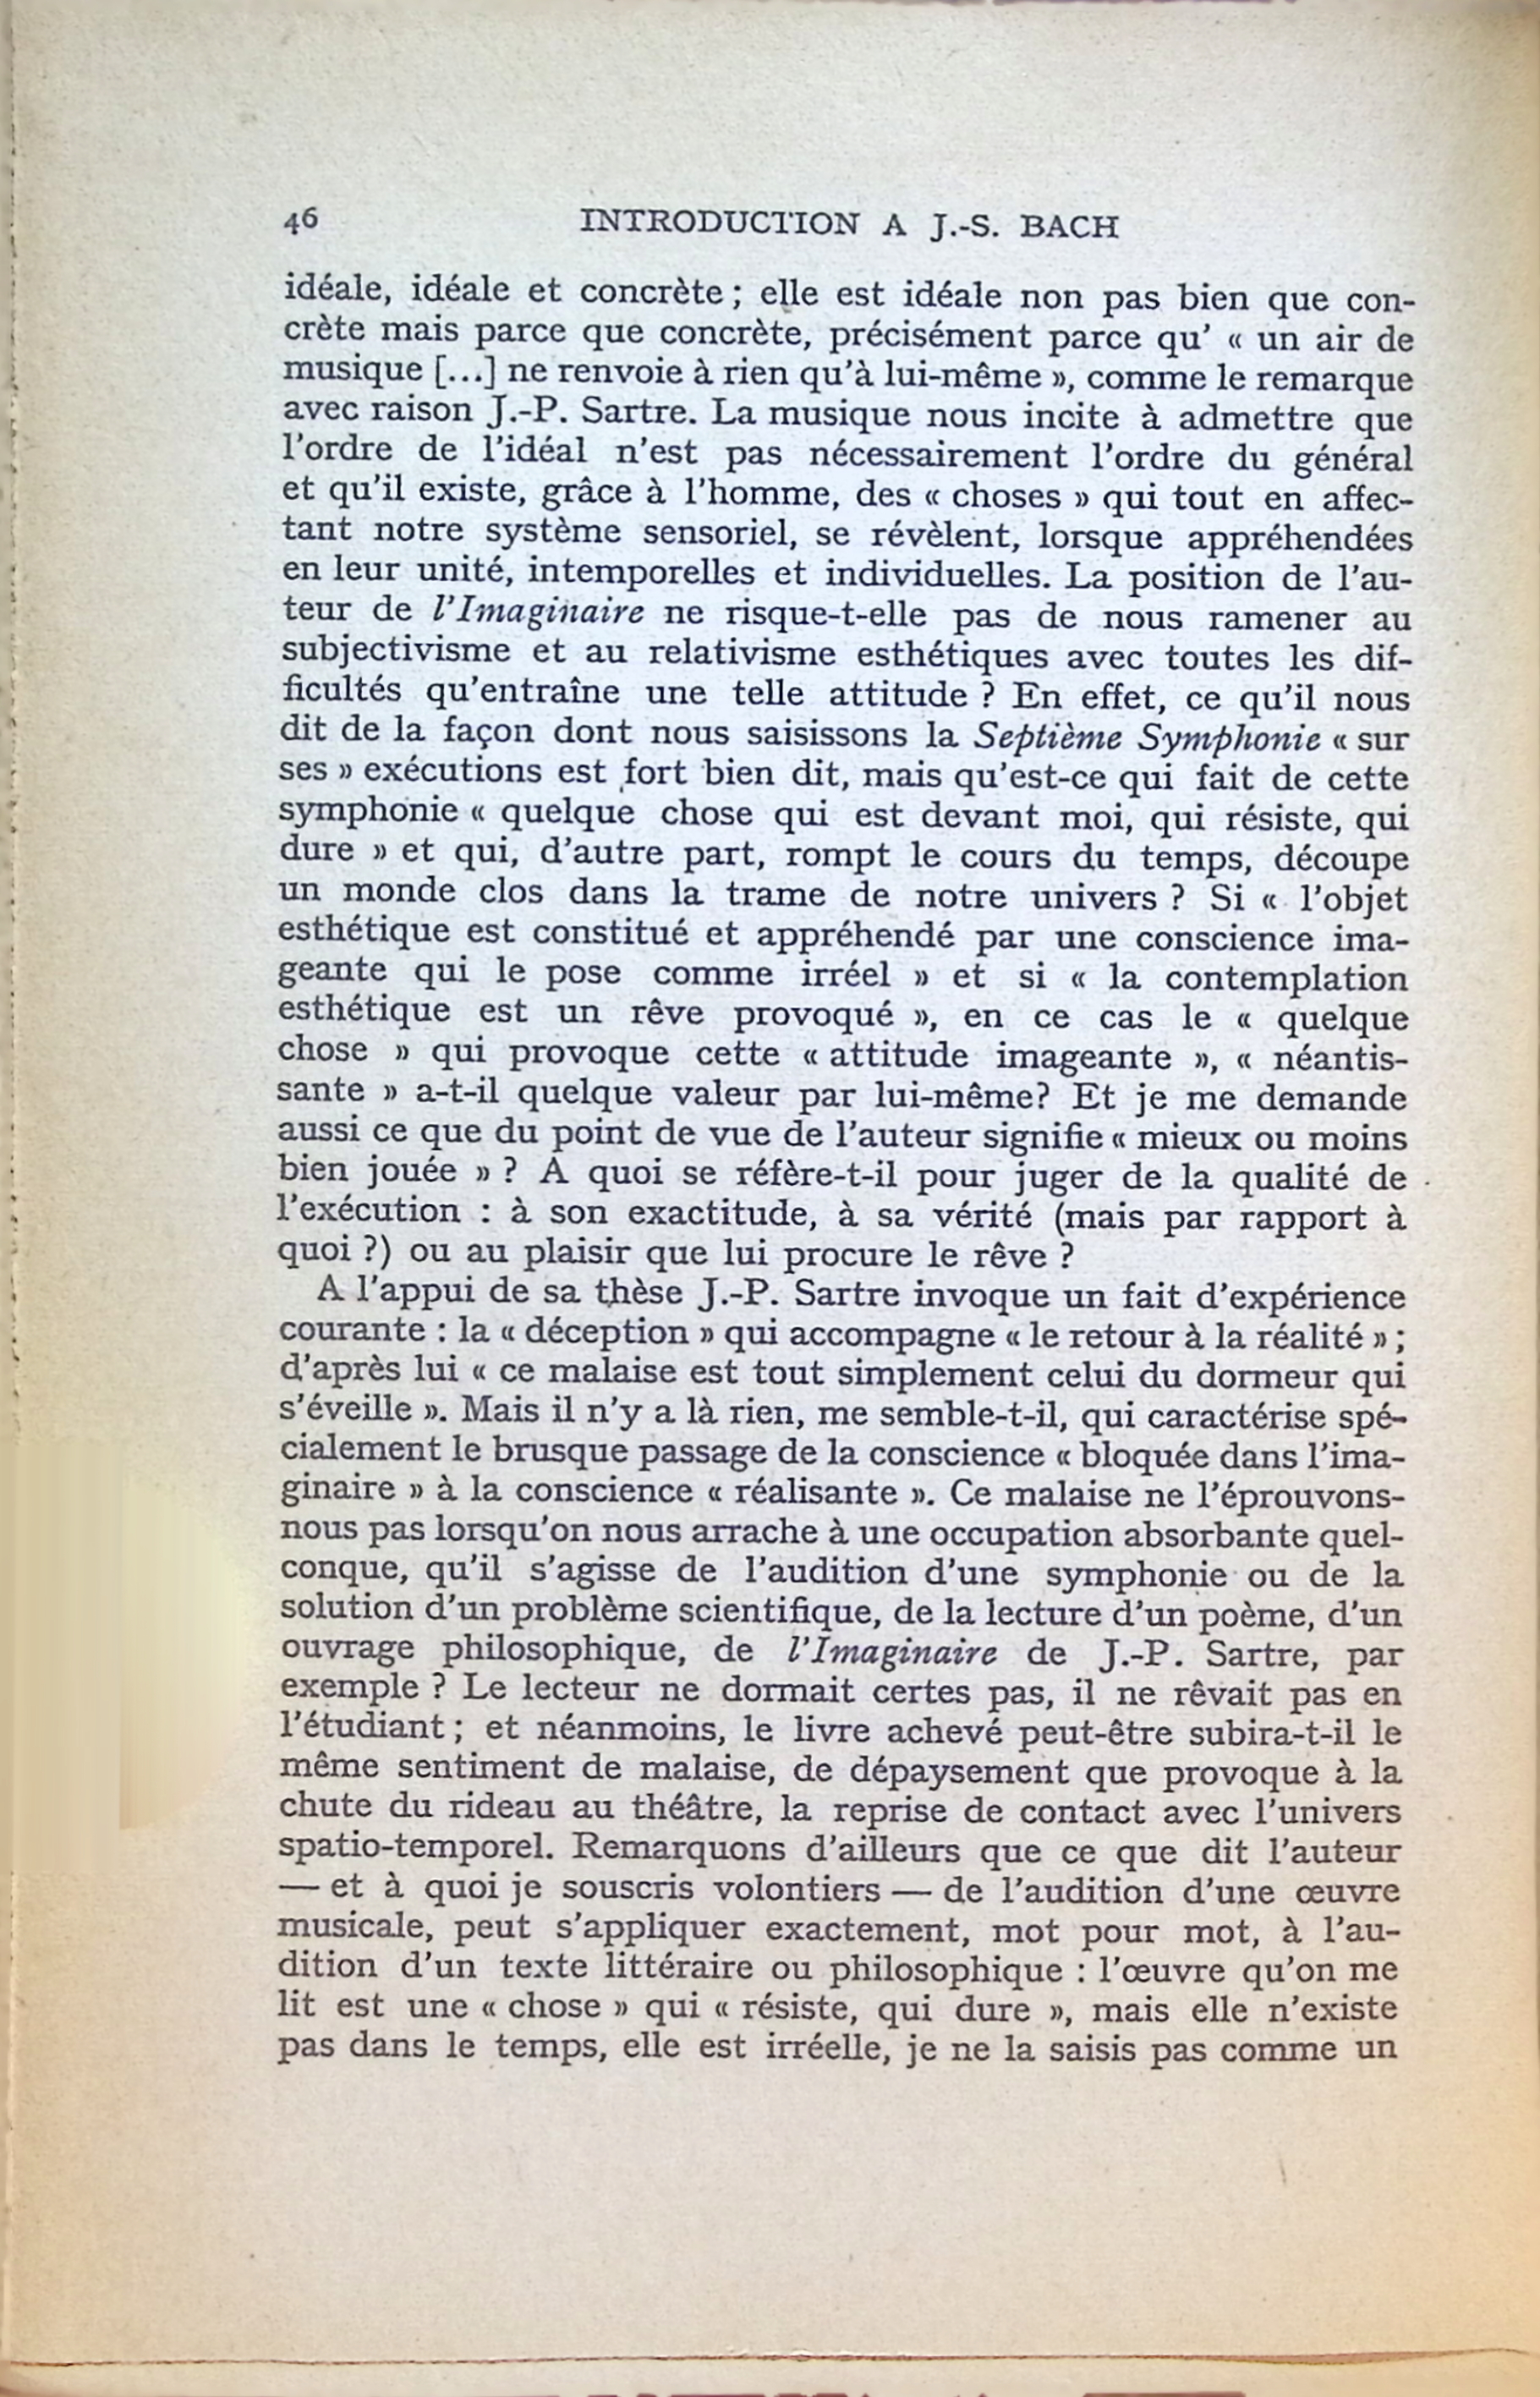 46 INTRODUCTION A J.-S. BACH
idéale, idéale et concrète ; elle est idéale non pas bien que con-
crète mais parce que concrète, précisément parce qu' « un air de
musique [...] ne renvoie à rien qu'à lui-même », comme le remarque
avec raison J.-P. Sartre. La musique nous incite à admettre que
l'ordre de l'idéal n'est pas nécessairement l'ordre du général
et qu'il existe, grâce à l'homme, des « choses » qui tout en affec-
tant notre système sensoriel, se révèlent, lorsque appréhendées
en leur unité, intemporelles et individuelles. La position de l'au-
teur de l'Imaginaire ne risque-t-elle pas de nous ramener au
subjectivisme et au relativisme esthétiques avec toutes les dif-
ficultés qu'entraîne une telle attitude ? En effet, ce qu'il nous
dit de la façon dont nous saisissons la Septième Symphonie « sur
ses » exécutions est fort bien dit, mais qu'est-ce qui fait de cette
symphonie « quelque chose qui est devant moi, qui résiste, qui
dure » et qui, d'autre part, rompt le cours du temps, découpe
un monde clos dans la trame de notre univers ? Si « l'objet
esthétique est constitué et appréhendé par une conscience ima-
geante qui le pose comme irréel » et si « la contemplation
esthétique est un rêve provoqué », en ce cas le « quelque
chose » qui provoque cette « attitude imageante », « néantis-
sante » a-t-il quelque valeur par lui-même? Et je me demande
aussi ce que du point de vue de l'auteur signifie « mieux ou moins
bien jouée » ? A quoi se réfère-t-il pour juger de la qualité de
l'exécution : à son exactitude, à sa vérité (mais par rapport à
quoi ?) ou au plaisir que lui procure le rêve ?
A l'appui de sa thèse J.-P. Sartre invoque un fait d'expérience
courante : la « déception » qui accompagne « le retour à la réalité » ;
d'après lui « ce malaise est tout simplement celui du dormeur qui
s'éveille ». Mais il n'y a là rien, me semble-t-il, qui caractérise spé-
cialement le brusque passage de la conscience « bloquée dans l'ima-
ginaire » à la conscience « réalisante ». Ce malaise ne l'éprouvons-
nous pas lorsqu'on nous arrache à une occupation absorbante quel-
conque, qu'il s'agisse de l'audition d'une symphonie ou de la
solution d'un problème scientifique, de la lecture d'un poème, d'un
ouvrage philosophique, de l'Imaginaire de J.-P. Sartre, par
exemple ? Le lecteur ne dormait certes pas, il ne rêvait pas en
l'étudiant ; et néanmoins, le livre achevé peut-être subira-t-il le
même sentiment de malaise, de dépaysement que provoque à la
chute du rideau au théâtre, la reprise de contact avec l'univers
spatio-temporel. Remarquons d'ailleurs que ce que dit l'auteur
— et à quoi je souscris volontiers — de l'audition d'une œuvre
musicale, peut s'appliquer exactement, mot pour mot, à l'au-
dition d'un texte littéraire ou philosophique : l'œuvre qu'on me
lit est une « chose » qui « résiste, qui dure », mais elle n'existe
pas dans le temps, elle est irréelle, je ne la saisis pas comme un